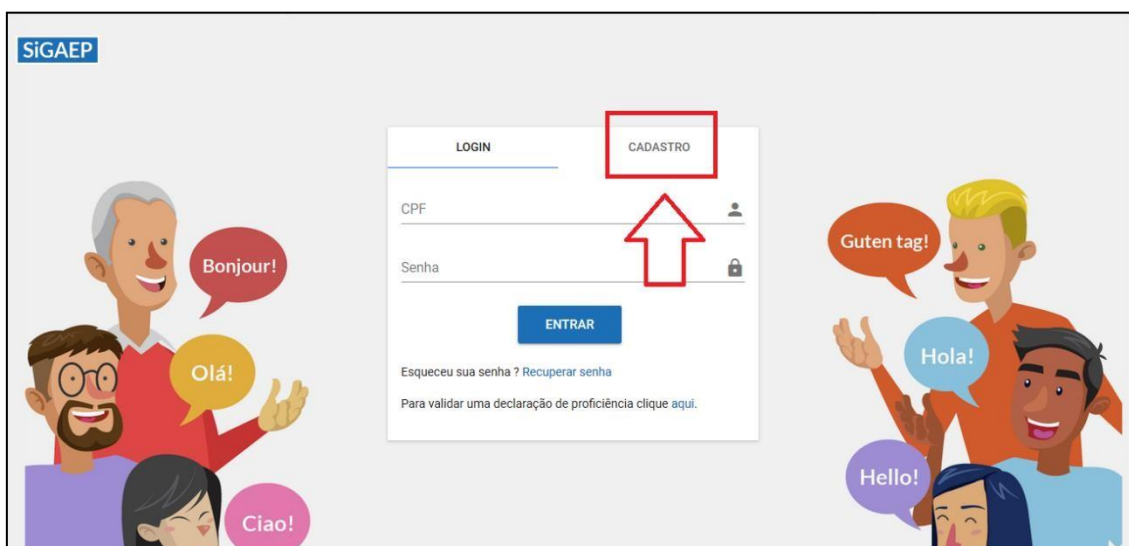 SiGAEP
LOGIN
CADASTRO
CPF
Senha
ENTRAR
Esqueceu sua senha ? Recuperar senha
Para validar uma declaração de proficiência clique aqui.
Bonjour!
Olá!
Ciao!
Guten tag!
Hola!
Hello!